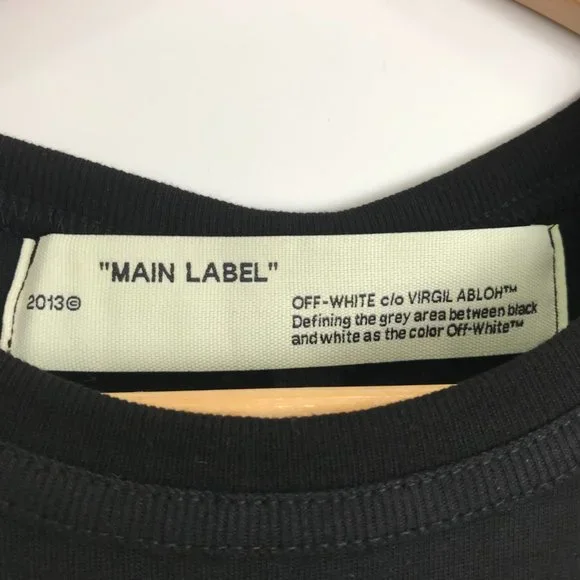 "MAIN LABEL"
2013©
OFF-WHITE c/o VIRGIL ABLOH™
Defining the grey area between black
and white as the color Off-White™